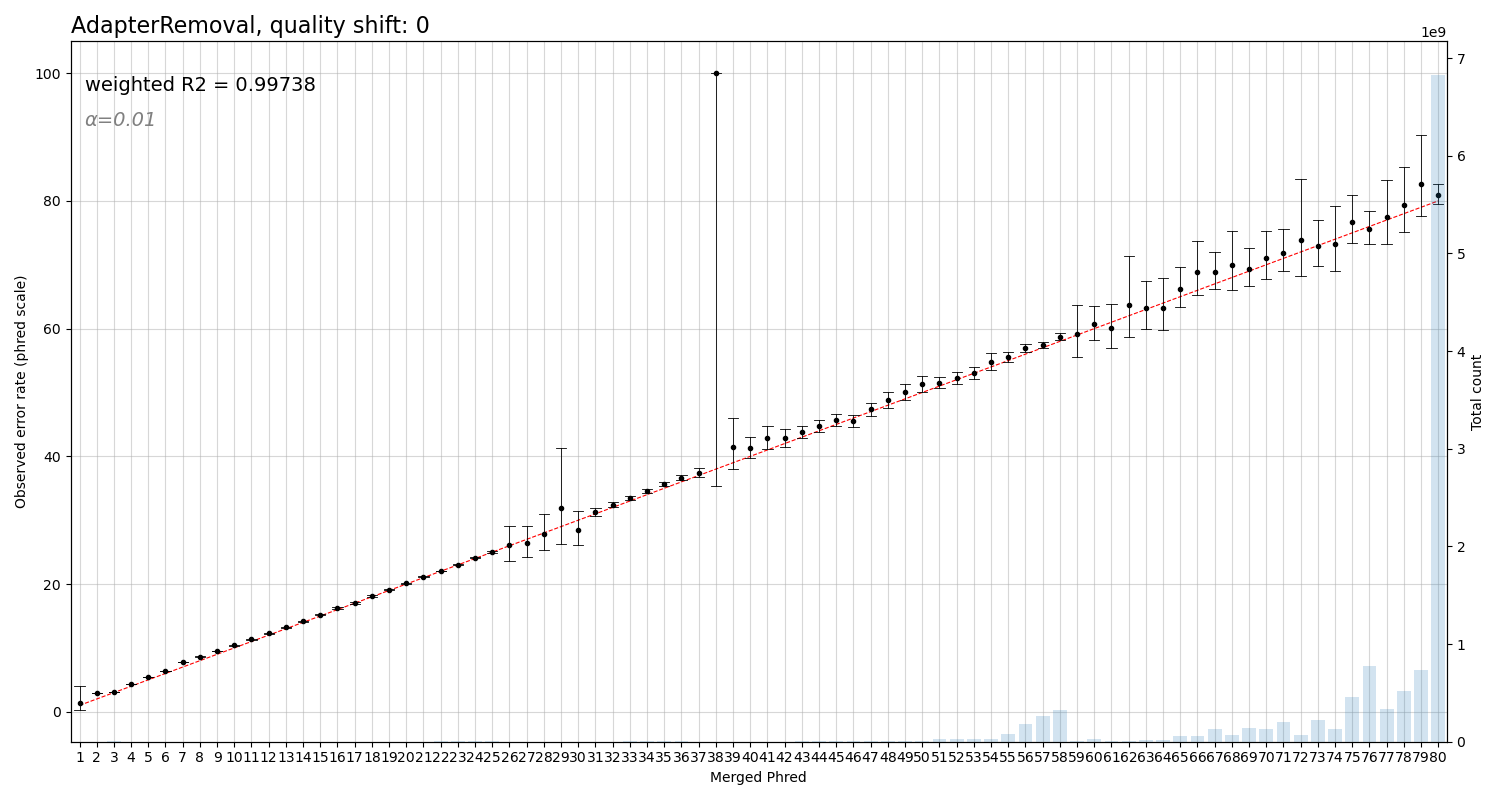 AdapterRemoval, quality shift: 0
1e9
weighted R2 = 0.99738
α=0.01
100
80
60
40
20
0
Observed error rate (phred scale)
7
6
5
4
3
2
1
0
Total count
1 2 3 4 5 6 7 8 9 10 11 12 13 14 15 16 17 18 19 20 21 22 23 24 25 26 27 28 29 30 31 32 33 34 35 36 37 38 39 40 41 42 43 44 45 46 47 48 49 50 51 52 53 54 55 56 57 58 59 60 61 62 63 64 65 66 67 68 69 70 71 72 73 74 75 76 77 78 79 80
Merged Phred